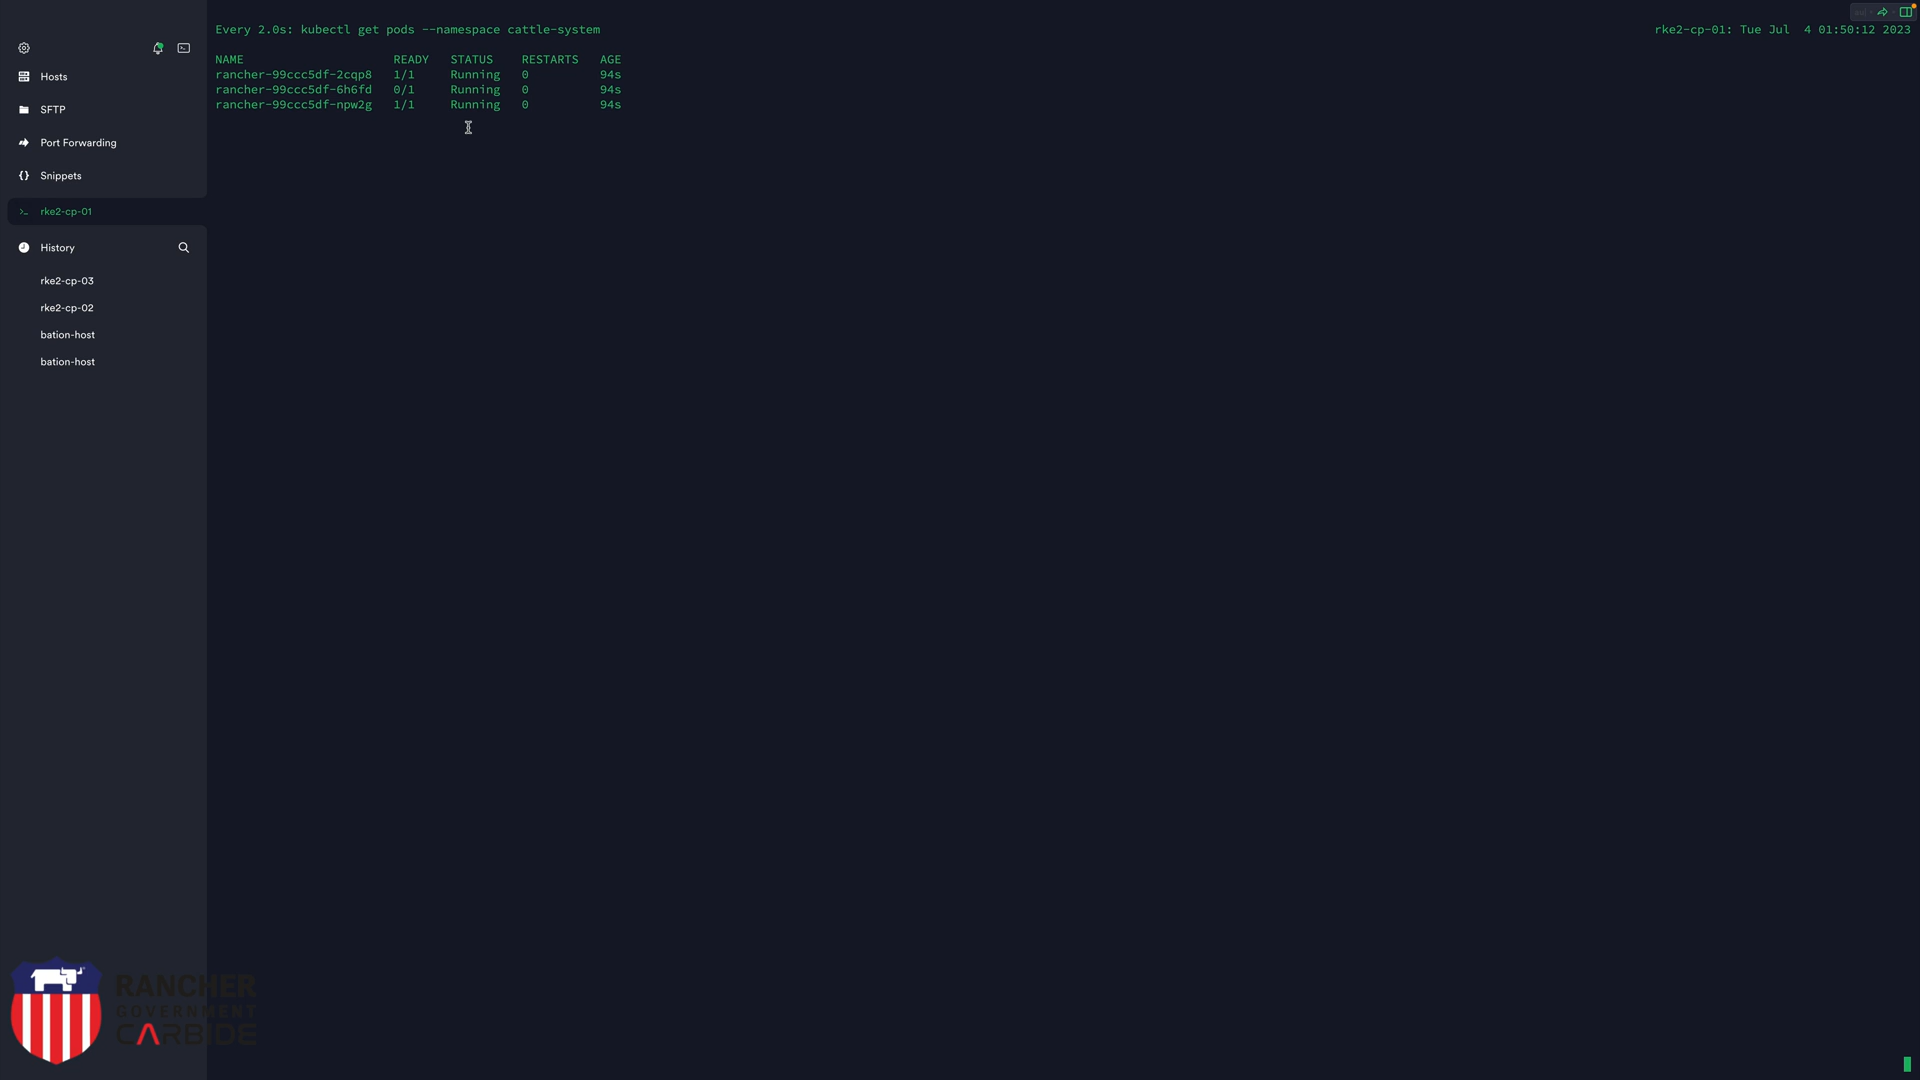 Every 2.0s: kubectl get pods --namespace cattle-system
rke2-cp-01: Tue Jul  4 01:50:12 2023
NAME READY STATUS RESTARTS AGE
rancher-99ccc5df-2cqp8 1/1 Running 0 94s
rancher-99ccc5df-6h6fd 0/1 Running 0 94s
rancher-99ccc5df-npw2g 1/1 Running 0 94s
Hosts
SFTP
Port Forwarding
Snippets
rke2-cp-01
History
rke2-cp-03
rke2-cp-02
bation-host
bation-host
RANCHER
GOVERNMENT
CARBIDE